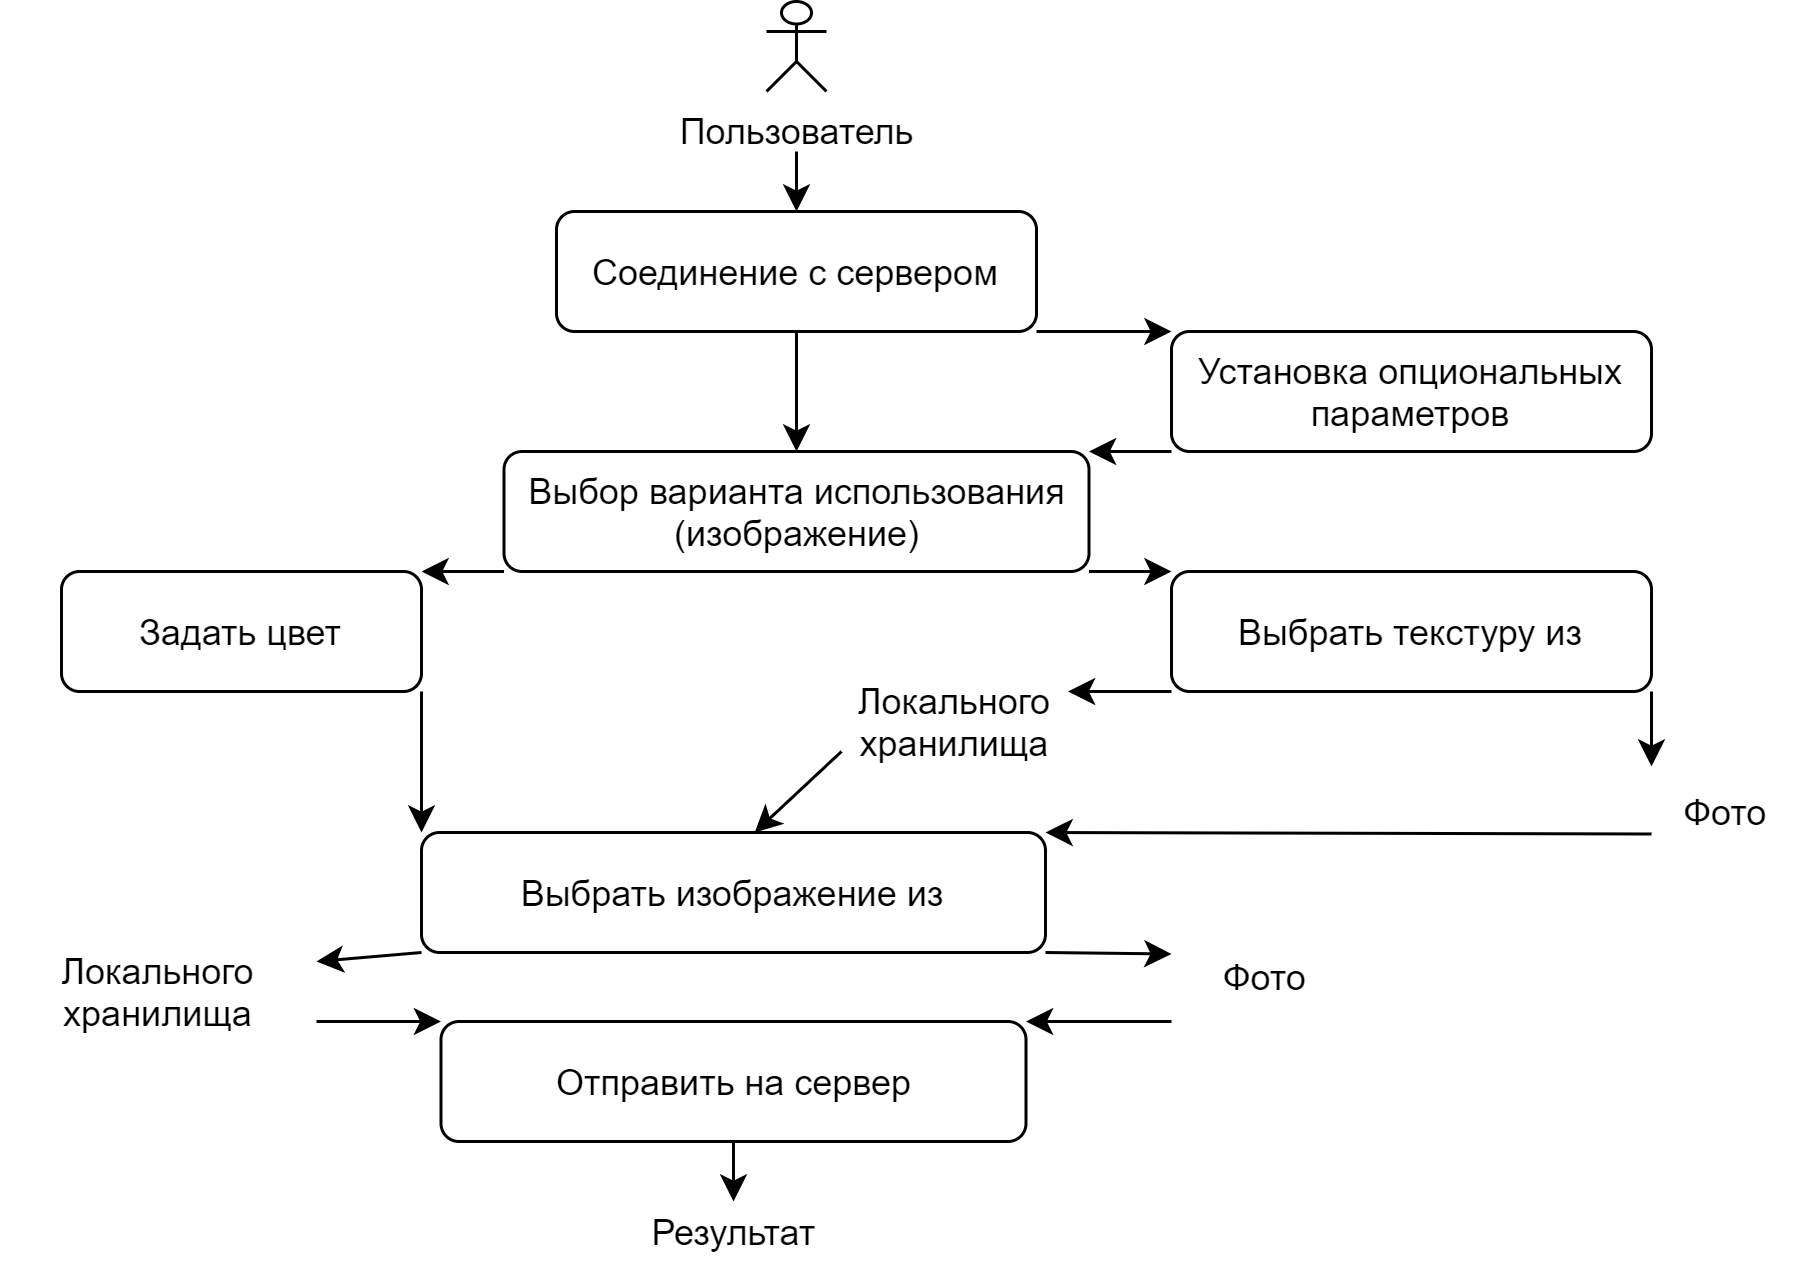 Пользователь
Соединение с сервером
Установка опциональных
параметров
Выбор варианта использования
(изображение)
Задать цвет
Выбрать текстуру из
Локального
хранилища
Фото
Выбрать изображение из
Локального
хранилища
Фото
Отправить на сервер
Результат